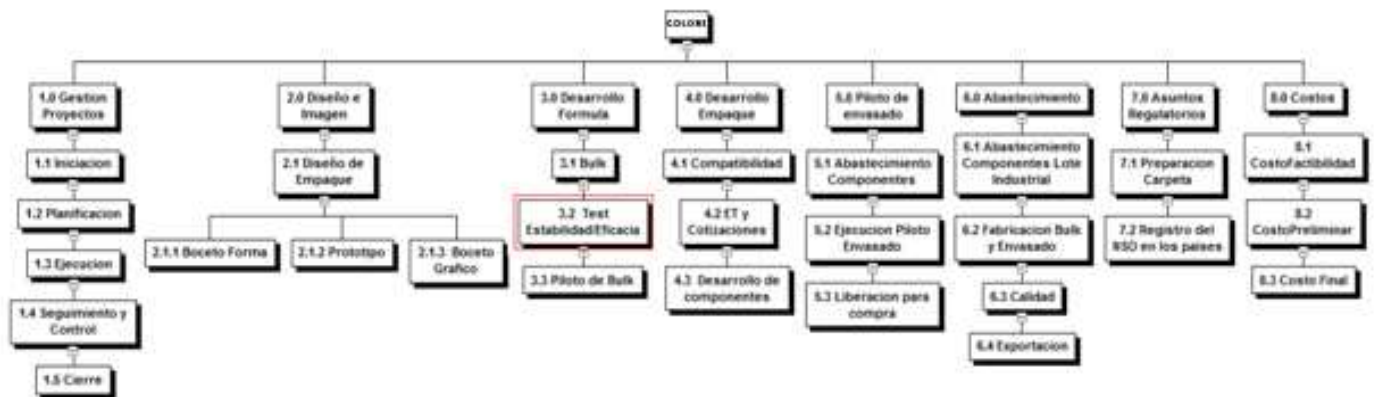 COLORE
1.0 Gestion
Proyectos
1.1 Iniciacion
1.2 Planificacion
1.3 Ejecucion
1.4 Seguimiento y
Control
1.5 Cierre
2.0 Diseño e
Imagen
2.1 Diseño de
Empaque
2.1.1 Boceto Forma
2.1.2 Prototipo
2.1.3 Boceto
Grafico
3.0 Desarrollo
Formula
3.1 Bulk
3.2 Test
Estabilidad/Eficacia
3.3 Piloto de Bulk
4.0 Desarrollo
Empaque
4.1 Compatibilidad
4.2 ET y
Cotizaciones
4.3 Desarrollo de
componentes
5.0 Piloto de
envasado
5.1 Abastecimiento
Componentes
5.2 Ejecucion Piloto
Envasado
5.3 Liberacion para
compra
6.0 Abastecimiento
6.1 Abastecimiento
Componentes Lote
Industrial
6.2 Fabricacion Bulk
y Envasado
6.3 Calidad
6.4 Exportacion
7.0 Asuntos
Regulatorios
7.1 Preparacion
Carpeta
7.2 Registro del
NSO en los paises
8.0 Costos
8.1
CostoFactibilidad
8.2
CostoPreliminar
8.3 Costo Final